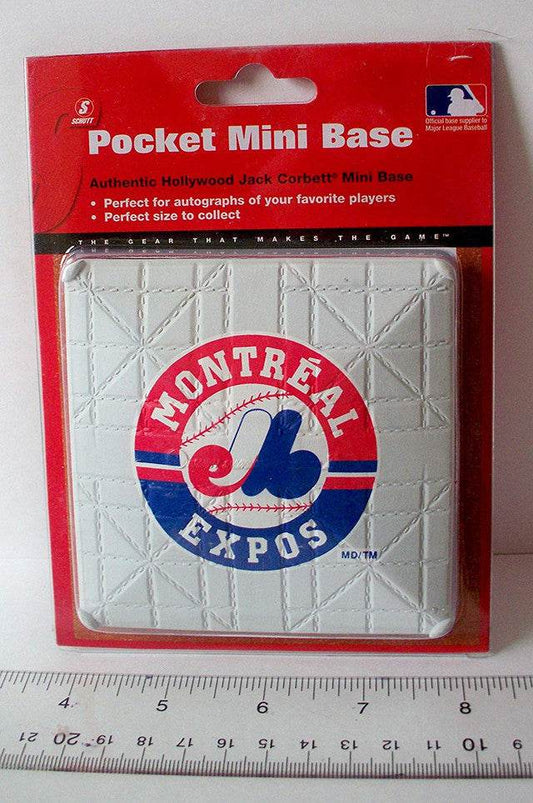 S
SCHUTT
Official base supplier to
Major League Baseball
Pocket Mini Base
Authentic Hollywood Jack Corbett® Mini Base
• Perfect for autographs of your favorite players
• Perfect size to collect
THE GEAR THAT MAKES THE GAME™
MONTRÉAL
eb
EXPOS
MD/TM
4 5 6 7 8
21 20 19 18 17 16 15 14 13 12 11 10 9